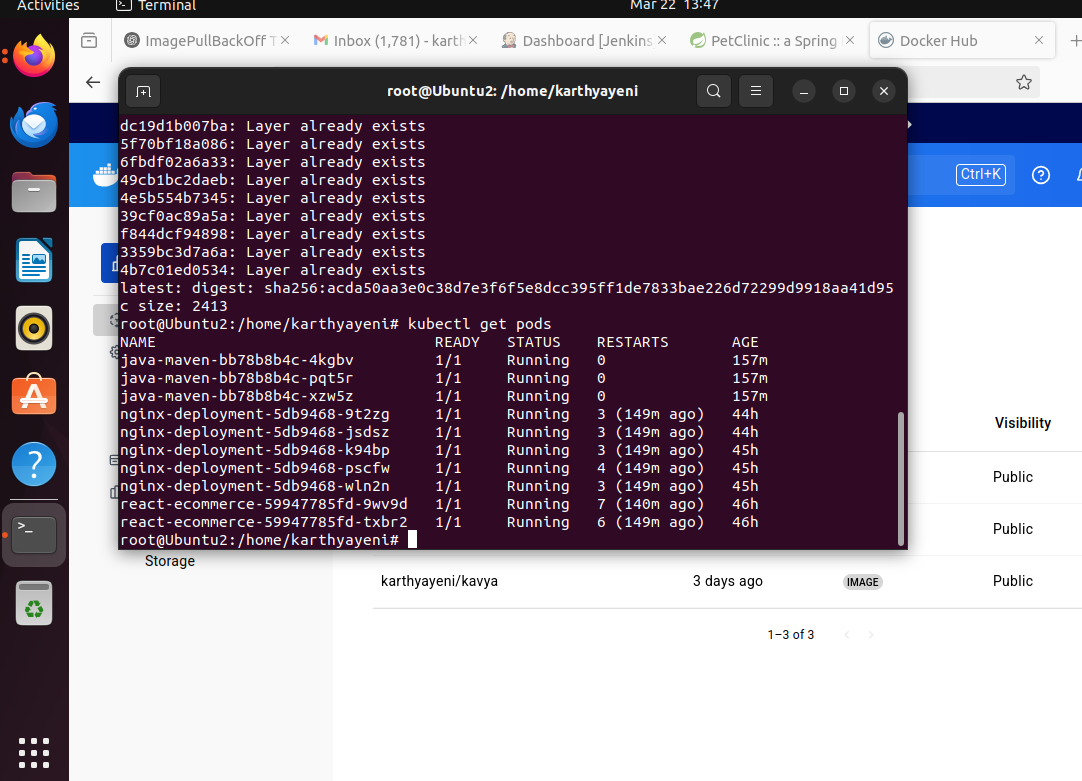 Activities
Terminal
Mar 22 13:47
ImagePullBackOff T
Inbox (1,781) - karth
Dashboard [Jenkins
PetClinic :: a Spring
Docker Hub
root@Ubuntu2: /home/karthyayeni
Ctrl+K
dc19d1b007ba: Layer already exists
5f70bf18a086: Layer already exists
6fbdf02a6a33: Layer already exists
49cb1bc2daeb: Layer already exists
4e5b554b7345: Layer already exists
39cf0ac89a5a: Layer already exists
f844dcf94898: Layer already exists
3359bc3d7a6a: Layer already exists
4b7c01ed0534: Layer already exists
latest: digest: sha256:acda50aa3e0c38d7e3f6f5e8dcc395ff1de7833bae226d72299d9918aa41d95
c size: 2413
root@Ubuntu2:/home/karthyayeni# kubectl get pods
NAME READY STATUS RESTARTS AGE
java-maven-bb78b8b4c-4kgbv 1/1 Running 0 157m
java-maven-bb78b8b4c-pqt5r 1/1 Running 0 157m
java-maven-bb78b8b4c-xzw5z 1/1 Running 0 157m
nginx-deployment-5db9468-9t2zg 1/1 Running 3 (149m ago) 44h
nginx-deployment-5db9468-jsdsz 1/1 Running 3 (149m ago) 44h
nginx-deployment-5db9468-k94bp 1/1 Running 3 (149m ago) 45h
nginx-deployment-5db9468-pscfw 1/1 Running 4 (149m ago) 45h
nginx-deployment-5db9468-wln2n 1/1 Running 3 (149m ago) 45h
react-ecommerce-59947785fd-9wv9d 1/1 Running 7 (140m ago) 46h
react-ecommerce-59947785fd-txbr2 1/1 Running 6 (149m ago) 46h
root@Ubuntu2:/home/karthyayeni#
Visibility
Public
Public
Storage
karthyayeni/kavya 3 days ago IMAGE Public
1–3 of 3